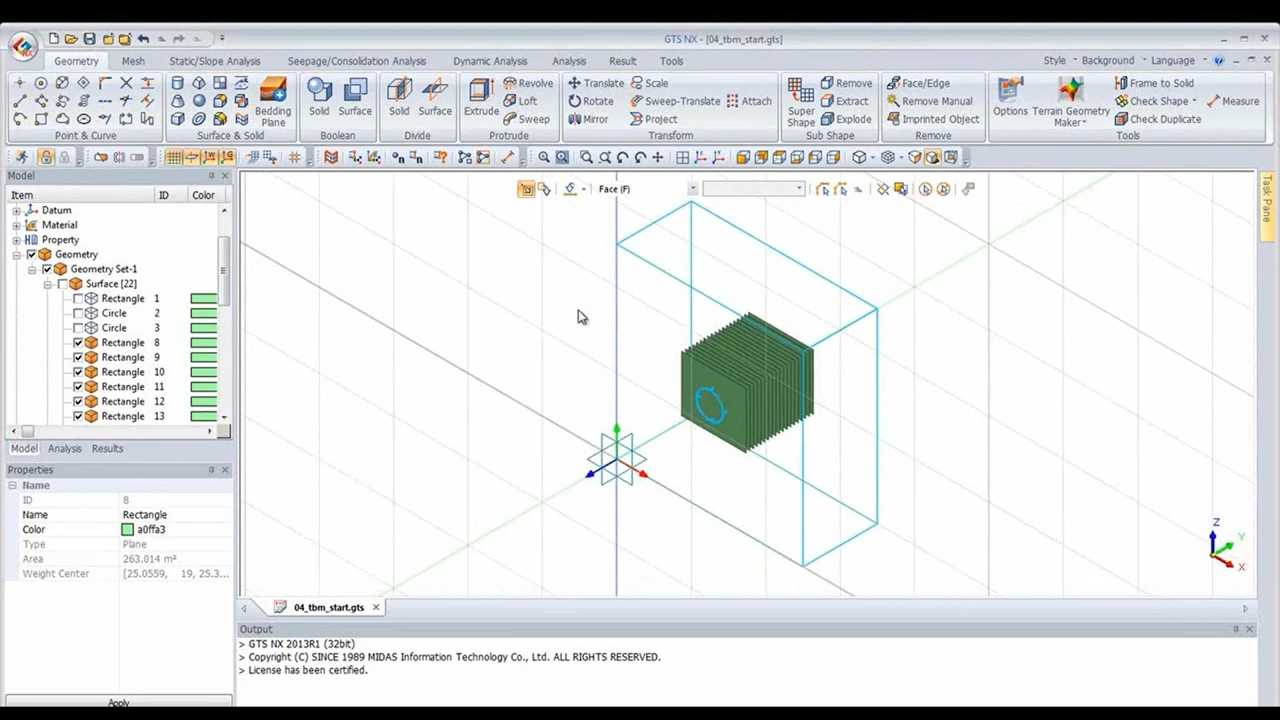 GTS NX - [04_tbm_start.gts]
Geometry Mesh Static/Slope Analysis Seepage/Consolidation Analysis Dynamic Analysis Analysis Result Tools Style Background Language
Revolve Translate Scale Remove Face/Edge Frame to Solid
Loft Rotate Sweep-Translate Attach Extract Remove Manual Check Shape Measure
Bedding Plane Solid Surface Solid Surface Extrude Sweep Mirror Project Super Shape Explode Imprinted Object Options Terrain Geometry Maker Check Duplicate
Point & Curve Surface & Solid Boolean Divide Protrude Transform Sub Shape Remove Tools
Model
Item ID Color
Datum
Material
Property
Geometry
Geometry Set-1
Surface [22]
Rectangle 1
Circle 2
Circle 3
Rectangle 8
Rectangle 9
Rectangle 10
Rectangle 11
Rectangle 12
Rectangle 13
Model Analysis Results
Properties
Name
ID 8
Name Rectangle
Color a0ffa3
Type Plane
Area 263.014 m²
Weight Center [25.0559, 19, 25.3...
Apply
Face (F)
Task Pane
Z
Y
X
04_tbm_start.gts
Output
> GTS NX 2013R1 (32bit)
> Copyright (C) SINCE 1989 MIDAS Information Technology Co., Ltd. ALL RIGHTS RESERVED.
> License has been certified.